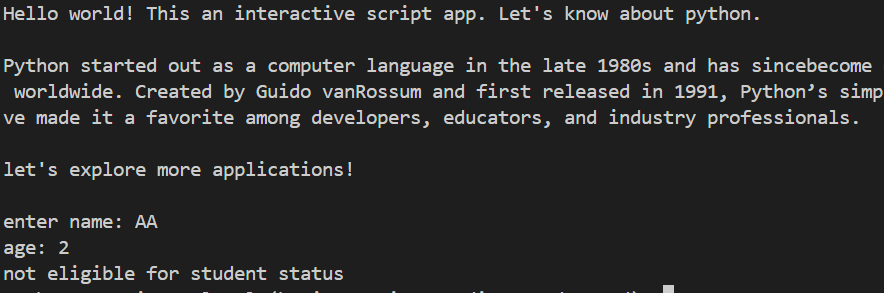 Hello world! This an interactive script app. Let's know about python.
Python started out as a computer language in the late 1980s and has sincebecome
worldwide. Created by Guido vanRossum and first released in 1991, Python’s simp
ve made it a favorite among developers, educators, and industry professionals.
let's explore more applications!
enter name: AA
age: 2
not eligible for student status